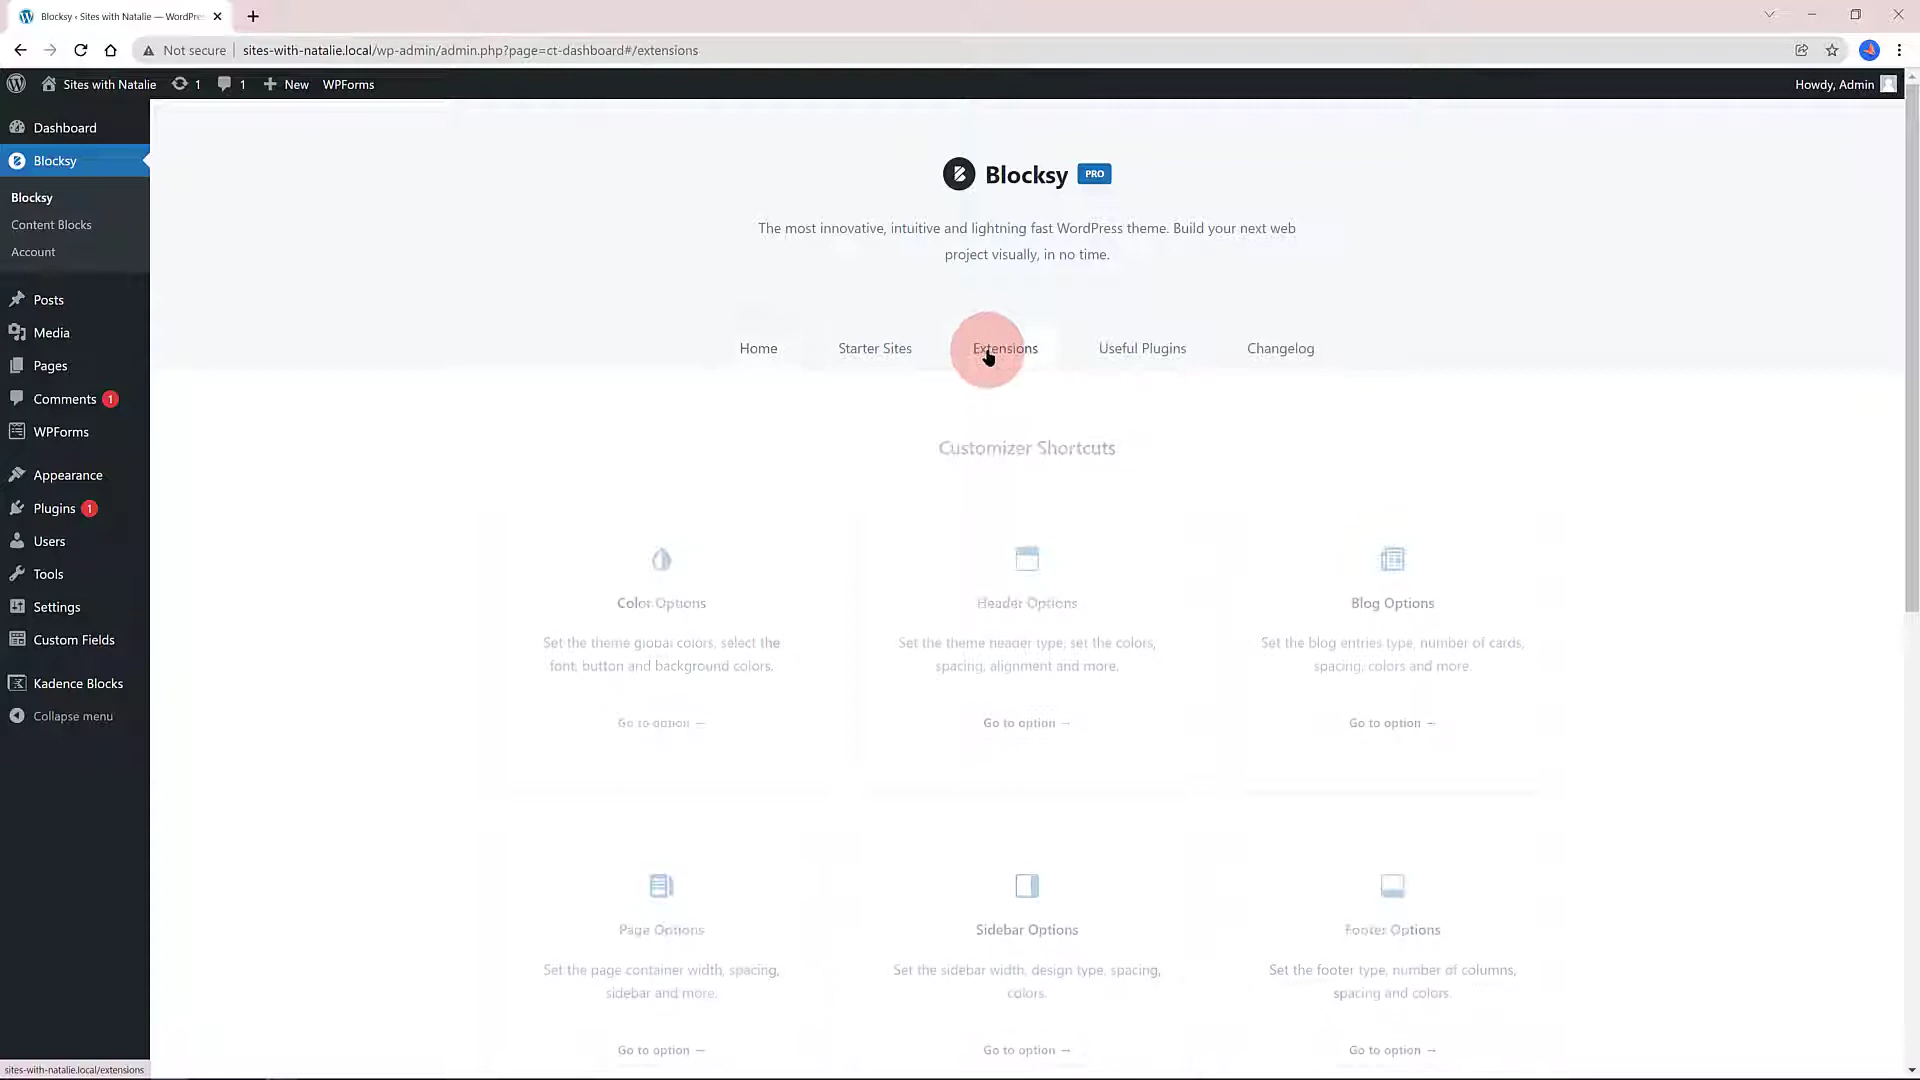 Blocksy ‹ Sites with Natalie — WordPre
Not secure
sites-with-natalie.local/wp-admin/admin.php?page=ct-dashboard#/extensions
Sites with Natalie
1
1
New
WPForms
Howdy, Admin
Dashboard
Blocksy
Blocksy
Content Blocks
Account
Posts
Media
Pages
Comments 1
WPForms
Appearance
Plugins 1
Users
Tools
Settings
Custom Fields
Kadence Blocks
Collapse menu
Blocksy PRO
The most innovative, intuitive and lightning fast WordPress theme. Build your next web
project visually, in no time.
Home
Starter Sites
Extensions
Useful Plugins
Changelog
Customizer Shortcuts
Color Options
Set the theme global colors, select the
font, button and background colors.
Go to option →
Header Options
Set the theme header type, set the colors,
spacing, alignment and more.
Go to option →
Blog Options
Set the blog entries type, number of cards,
spacing, colors and more.
Go to option →
Page Options
Set the page container width, spacing,
sidebar and more.
Go to option →
Sidebar Options
Set the sidebar width, design type, spacing,
colors.
Go to option →
Footer Options
Set the footer type, number of columns,
spacing and colors.
Go to option →
sites-with-natalie.local/extensions